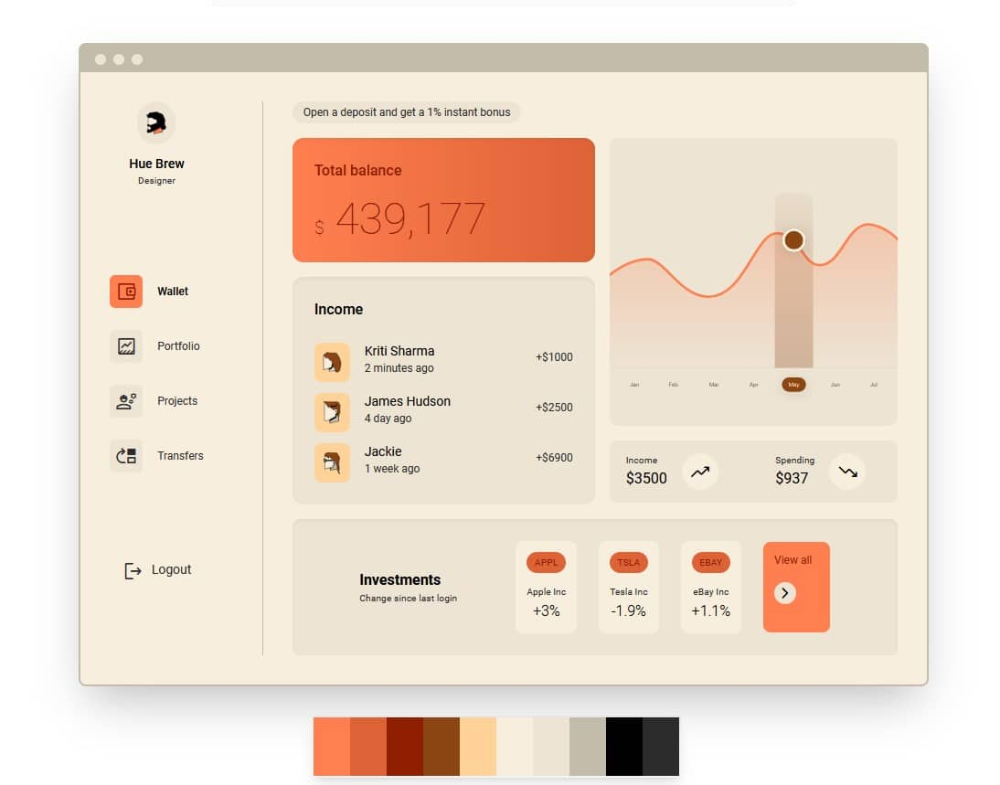 Hue Brew
Designer
Wallet
Portfolio
Projects
Transfers
Logout
Open a deposit and get a 1% instant bonus
Total balance
$ 439,177
Income
Kriti Sharma
2 minutes ago
+$1000
James Hudson
4 day ago
+$2500
Jackie
1 week ago
+$6900
Jan Feb Mar Apr May Jun Jul
Income
$3500
Spending
$937
Investments
Change since last login
APPL
Apple Inc
+3%
TSLA
Tesla Inc
-1.9%
EBAY
eBay Inc
+1.1%
View all